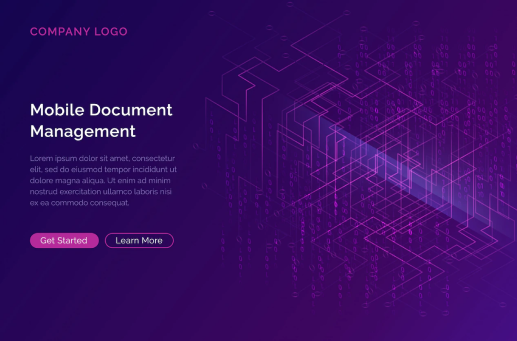 COMPANY LOGO
Mobile Document
Management
Lorem ipsum dolor sit amet, consectetur
elit, sed do eiusmod tempor incididunt ut
dolore magna aliqua. Ut enim ad minim
nostrud exercitation ullamco laboris nisi
ex ea commodo consequat.
Get Started
Learn More